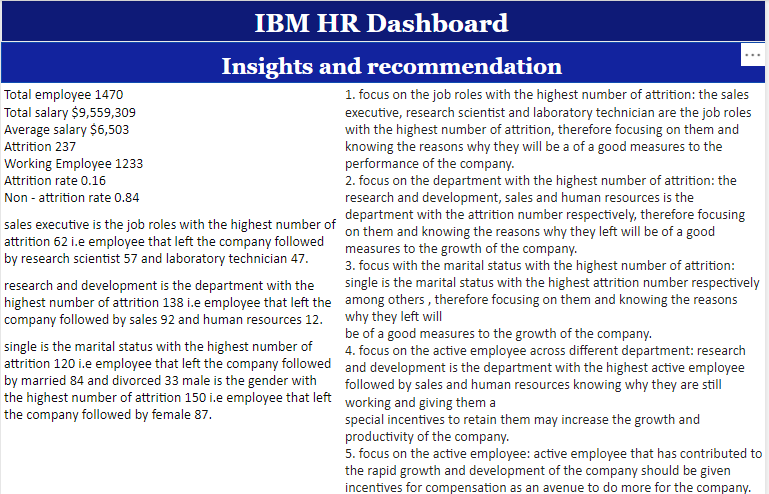 IBM HR Dashboard
Insights and recommendation
Total employee 1470
Total salary $9,559,309
Average salary $6,503
Attrition 237
Working Employee 1233
Attrition rate 0.16
Non - attrition rate 0.84
sales executive is the job roles with the highest number of
attrition 62 i.e employee that left the company followed
by research scientist 57 and laboratory technician 47.
research and development is the department with the
highest number of attrition 138 i.e employee that left the
company followed by sales 92 and human resources 12.
single is the marital status with the highest number of
attrition 120 i.e employee that left the company followed
by married 84 and divorced 33 male is the gender with
the highest number of attrition 150 i.e employee that left
the company followed by female 87.
1. focus on the job roles with the highest number of attrition: the sales
executive, research scientist and laboratory technician are the job roles
with the highest number of attrition, therefore focusing on them and
knowing the reasons why they will be a of a good measures to the
performance of the company.
2. focus on the department with the highest number of attrition: the
research and development, sales and human resources is the
department with the attrition number respectively, therefore focusing
on them and knowing the reasons why they left will be of a good
measures to the growth of the company.
3. focus with the marital status with the highest number of attrition:
single is the marital status with the highest attrition number respectively
among others , therefore focusing on them and knowing the reasons
why they left will
be of a good measures to the growth of the company.
4. focus on the active employee across different department: research
and development is the department with the highest active employee
followed by sales and human resources knowing why they are still
working and giving them a
special incentives to retain them may increase the growth and
productivity of the company.
5. focus on the active employee: active employee that has contributed to
the rapid growth and development of the company should be given
incentives for compensation as an avenue to do more for the company.